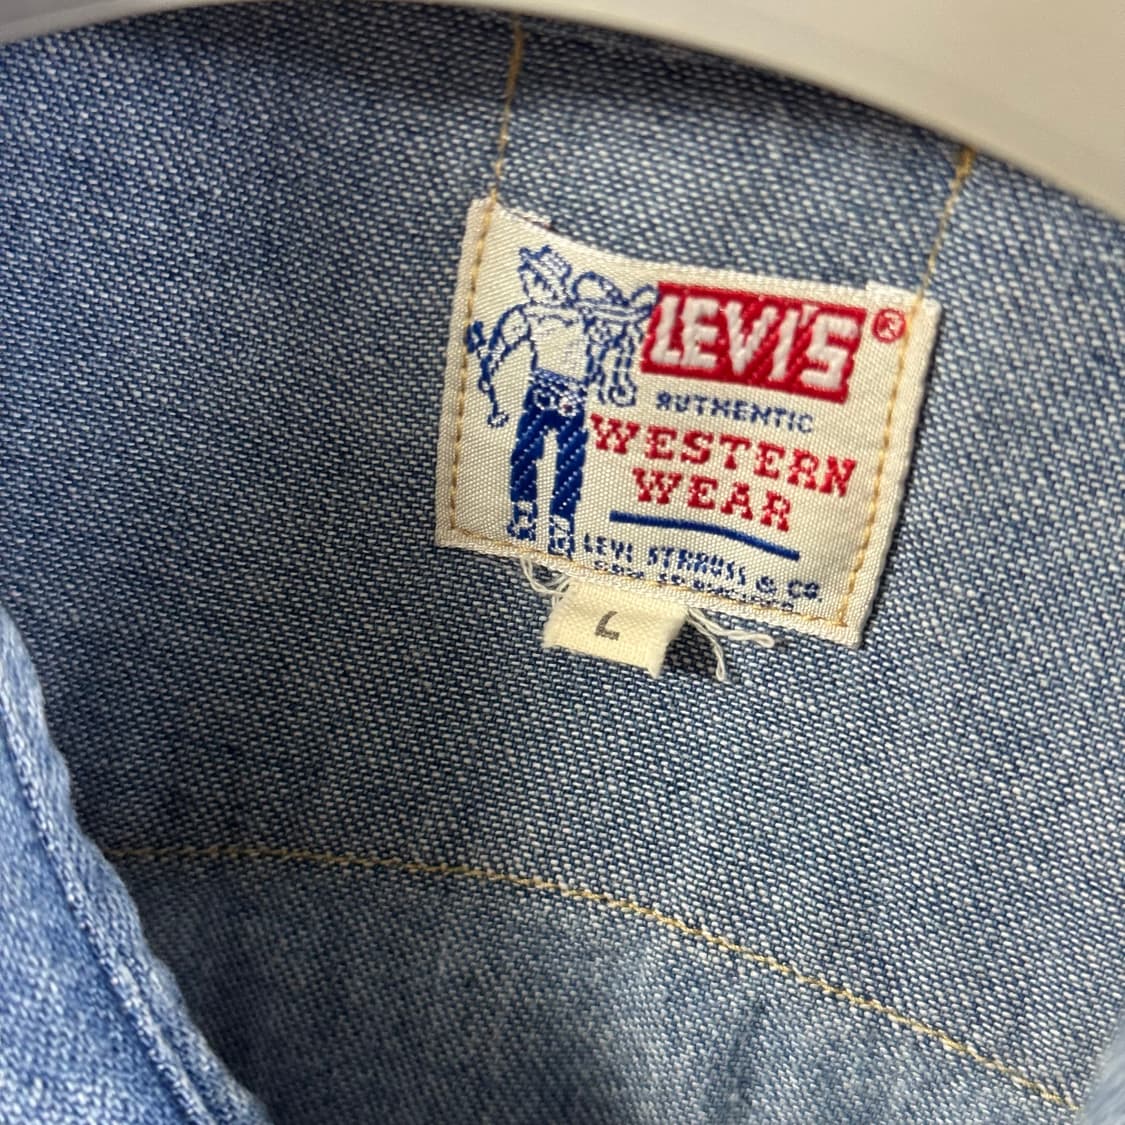 LEVI'S®
AUTHENTIC
WESTERN
WEAR
LEVI STRAUSS & CO.
L